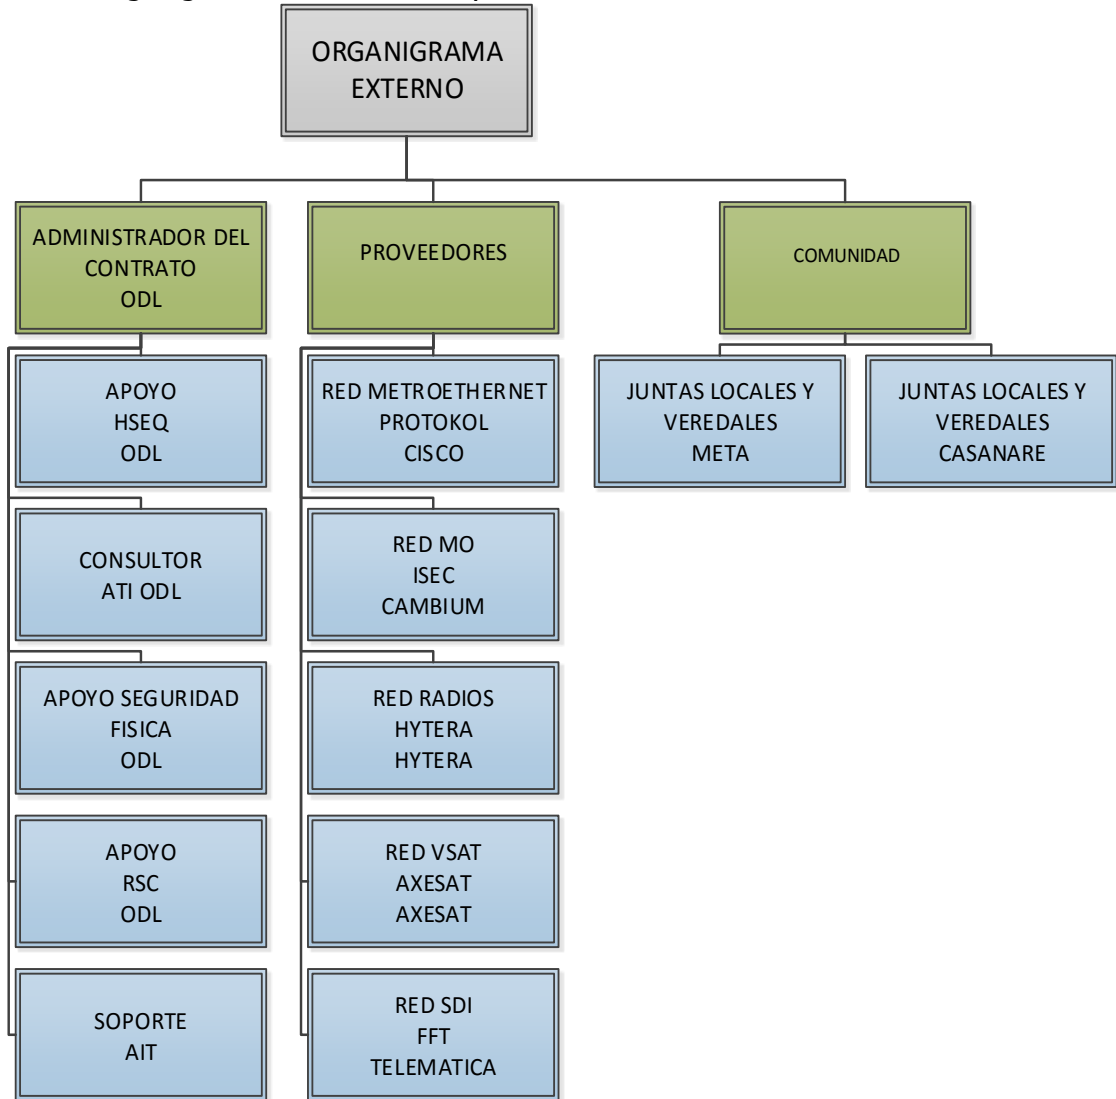 ORGANIGRAMA
EXTERNO
ADMINISTRADOR DEL
CONTRATO
ODL
PROVEEDORES
COMUNIDAD
APOYO
HSEQ
ODL
RED METROETHERNET
PROTOKOL
CISCO
JUNTAS LOCALES Y
VEREDALES
META
JUNTAS LOCALES Y
VEREDALES
CASANARE
CONSULTOR
ATI ODL
RED MO
ISEC
CAMBIUM
APOYO SEGURIDAD
FISICA
ODL
RED RADIOS
HYTERA
HYTERA
APOYO
RSC
ODL
RED VSAT
AXESAT
AXESAT
SOPORTE
AIT
RED SDI
FFT
TELEMATICA